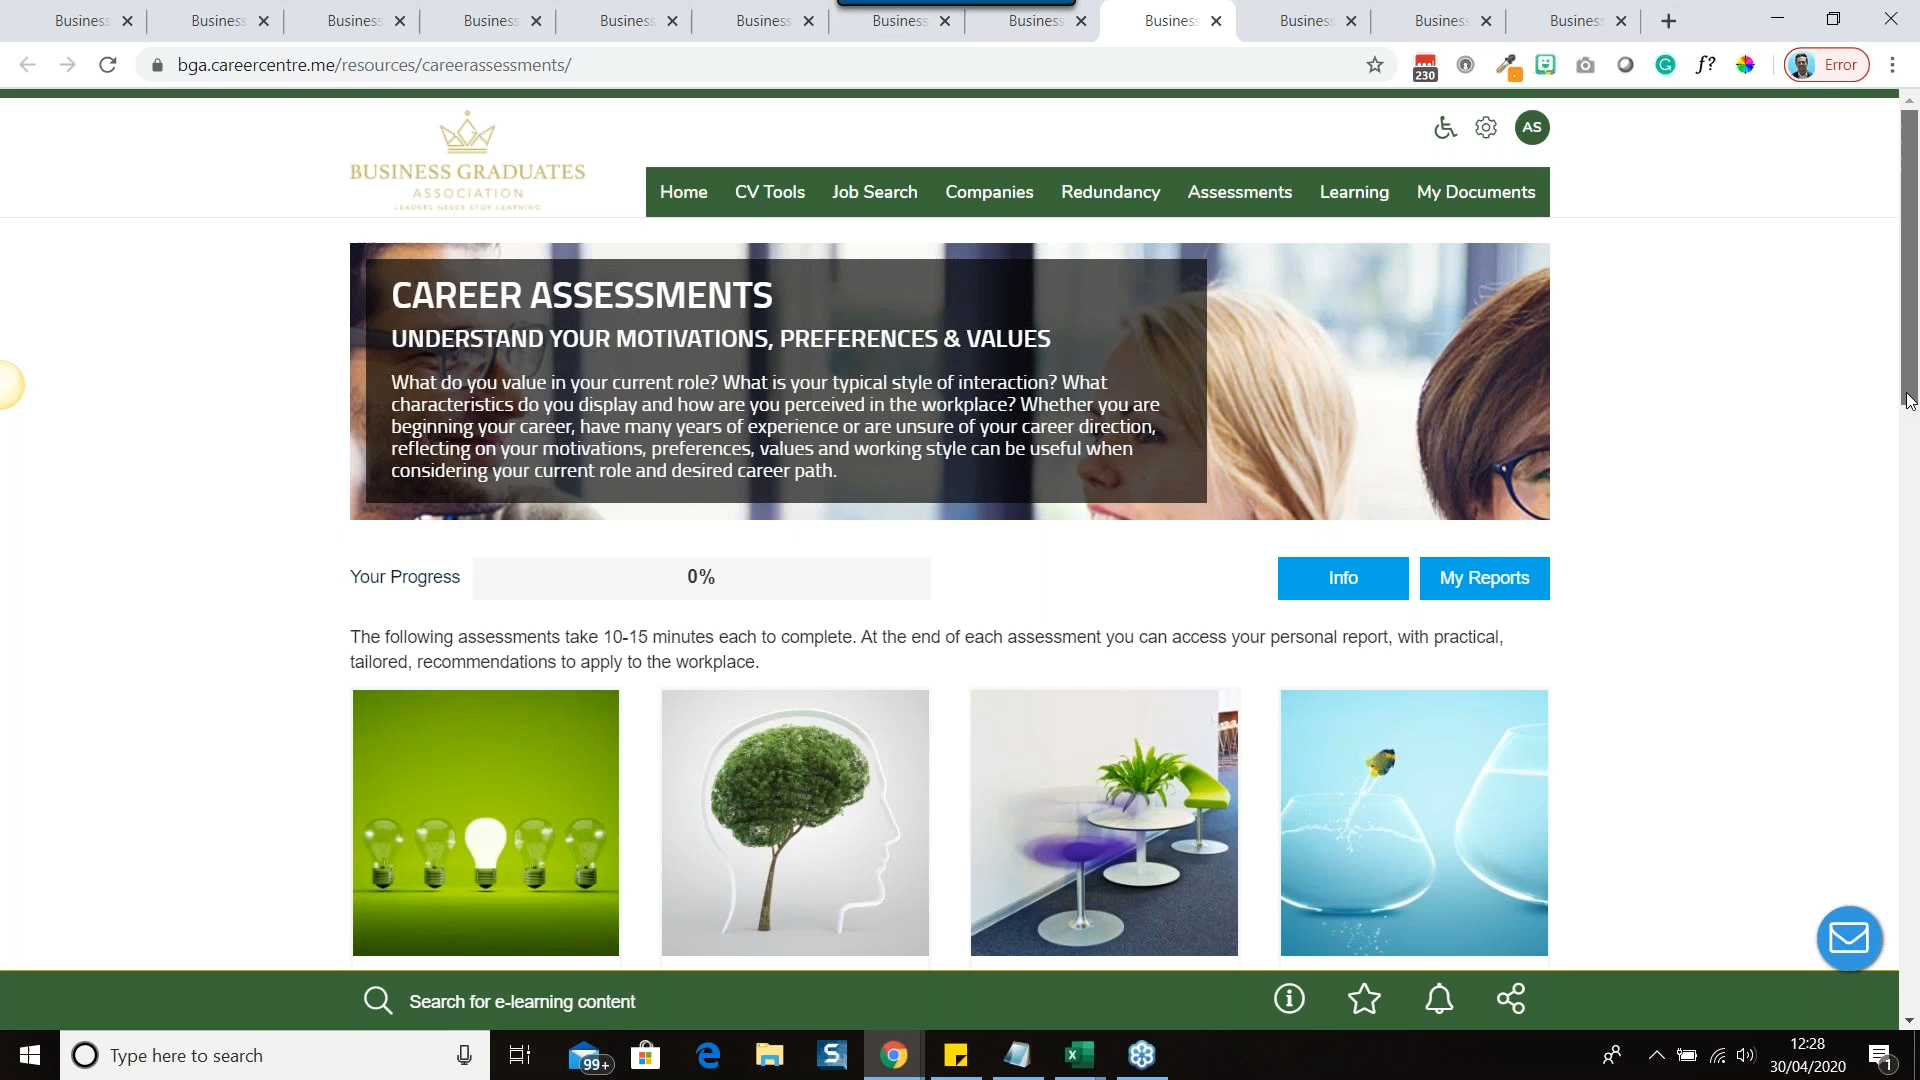 Business Business Business Business Business Business Business Business Business Business Business Business
bga.careercentre.me/resources/careerassessments/
230
f?
Error
BUSINESS GRADUATES
ASSOCIATION
LEADERS NEVER STOP LEARNING
AS
Home CV Tools Job Search Companies Redundancy Assessments Learning My Documents
CAREER ASSESSMENTS
UNDERSTAND YOUR MOTIVATIONS, PREFERENCES & VALUES
What do you value in your current role? What is your typical style of interaction? What
characteristics do you display and how are you perceived in the workplace? Whether you are
beginning your career, have many years of experience or are unsure of your career direction,
reflecting on your motivations, preferences, values and working style can be useful when
considering your current role and desired career path.
Your Progress 0% Info My Reports
The following assessments take 10-15 minutes each to complete. At the end of each assessment you can access your personal report, with practical,
tailored, recommendations to apply to the workplace.
Search for e-learning content
Type here to search
99+
12:28
30/04/2020
1